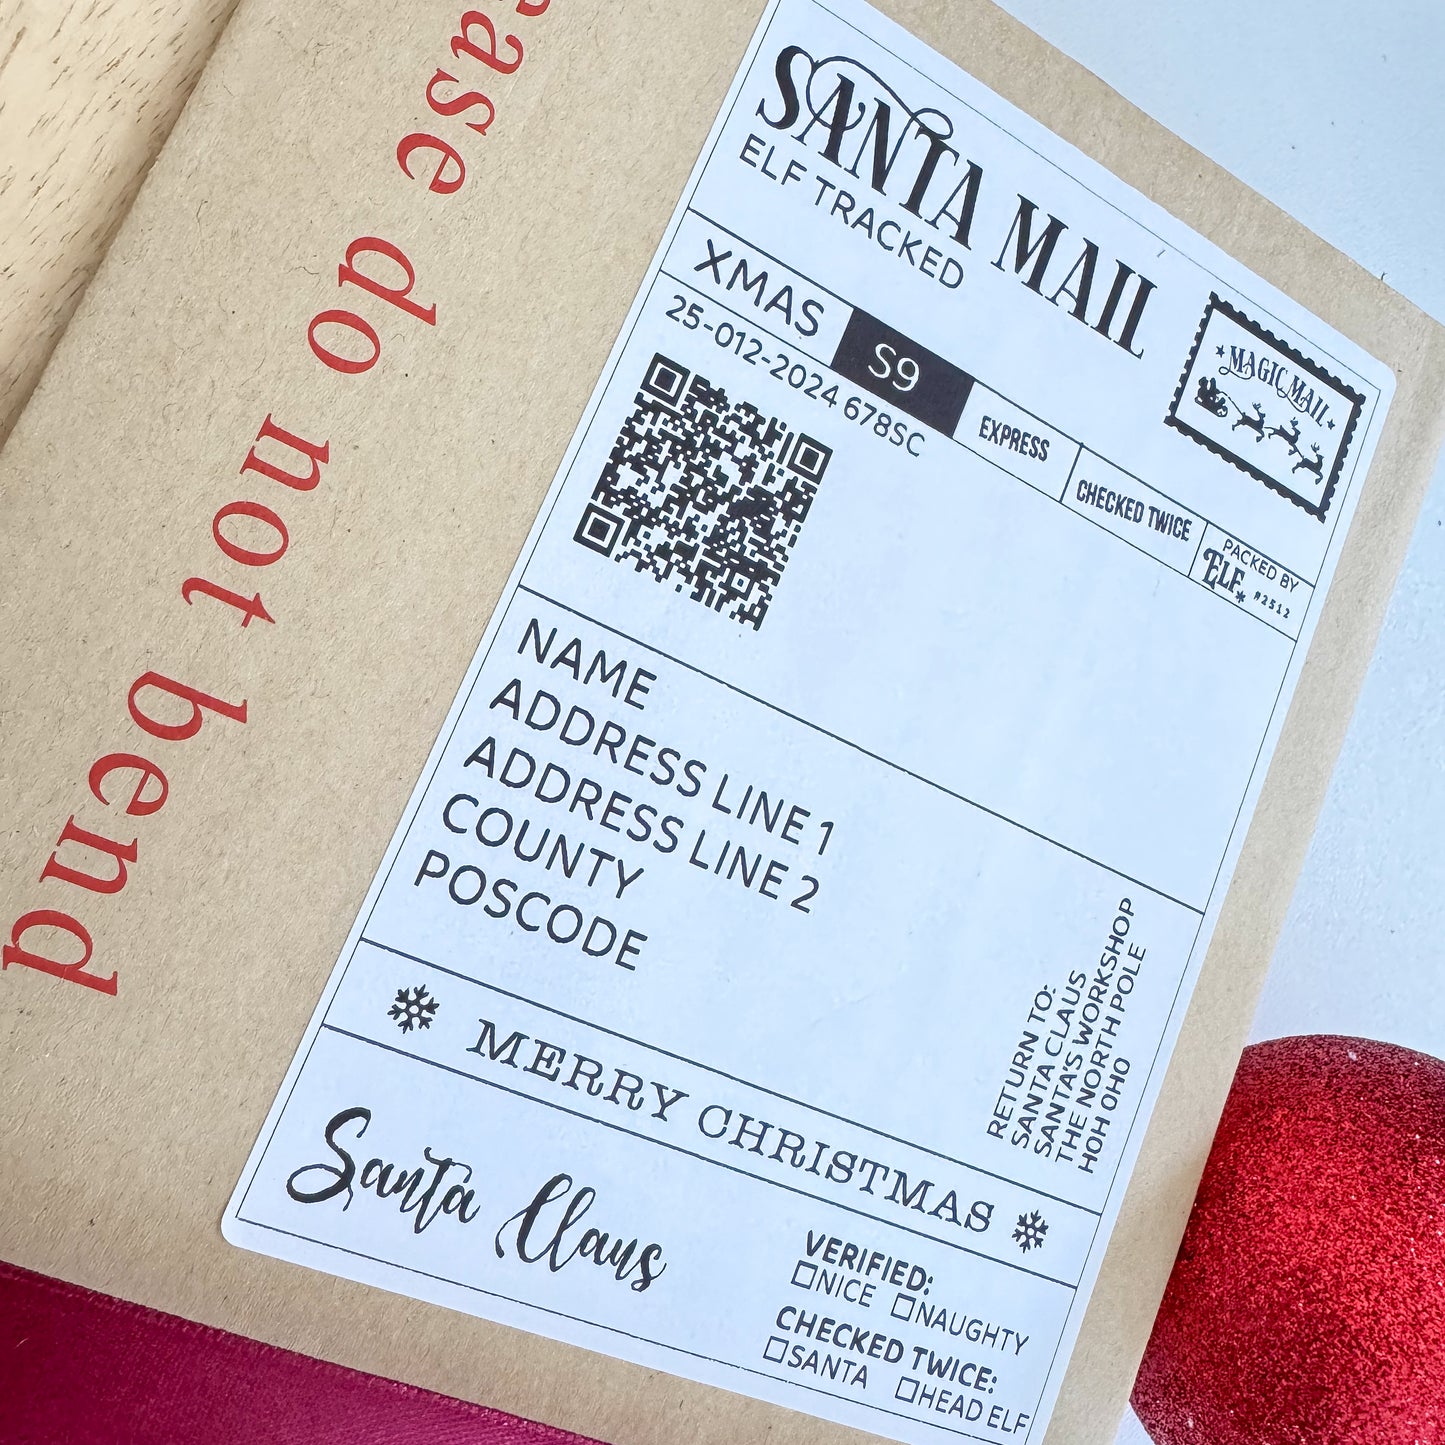 ease do not bend
SANTA MAIL
ELF TRACKED
MAGIC MAIL
XMAS
S9
EXPRESS
CHECKED TWICE
PACKED BY
ELF
#2512
25-012-2024 678SC
NAME
ADDRESS LINE 1
ADDRESS LINE 2
COUNTY
POSCODE
RETURN TO:
SANTA CLAUS
SANTA'S WORKSHOP
THE NORTH POLE
HOH OHO
MERRY CHRISTMAS
Santa Claus
VERIFIED:
NICE NAUGHTY
CHECKED TWICE:
SANTA HEAD ELF